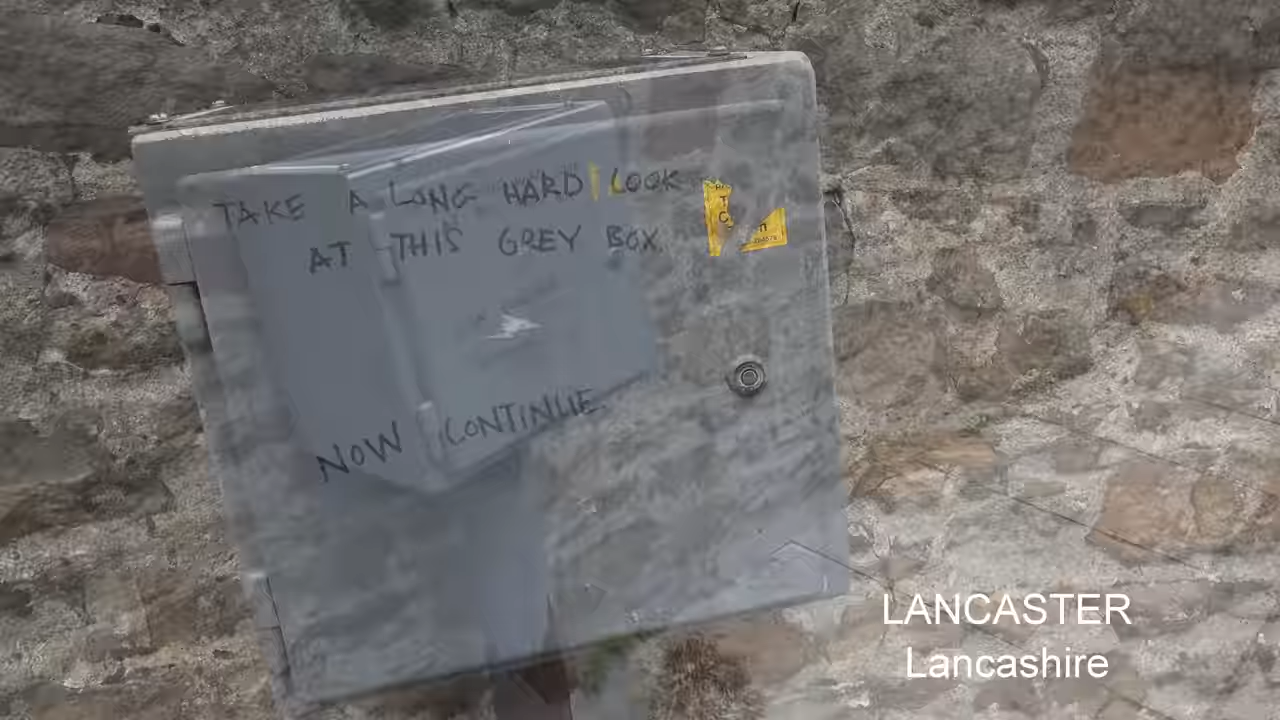 TAKE A LONG HARD LOOK
AT THIS GREY BOX
NOW CONTINUE.
LANCASTER
Lancashire